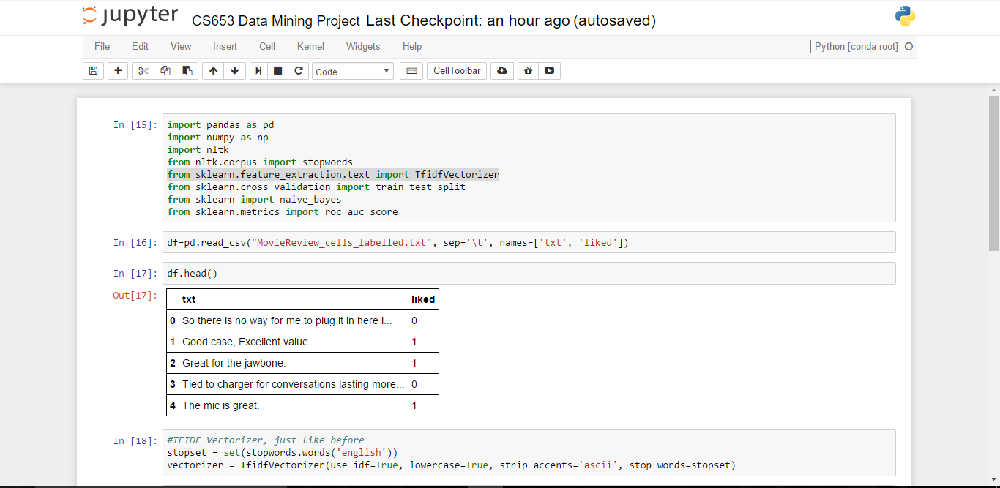 jupyter CS653 Data Mining Project Last Checkpoint: an hour ago (autosaved)
File Edit View Insert Cell Kernel Widgets Help Python [conda root]
Code CellToolbar
In [15]: import pandas as pd
import numpy as np
import nltk
from nltk.corpus import stopwords
from sklearn.feature_extraction.text import TfidfVectorizer
from sklearn.cross_validation import train_test_split
from sklearn import naive_bayes
from sklearn.metrics import roc_auc_score
In [16]: df=pd.read_csv("MovieReview_cells_labelled.txt", sep='\t', names=['txt', 'liked'])
In [17]: df.head()
Out[17]:
txt liked
0 So there is no way for me to plug it in here i... 0
1 Good case, Excellent value. 1
2 Great for the jawbone. 1
3 Tied to charger for conversations lasting more... 0
4 The mic is great. 1
In [18]: #TFIDF Vectorizer, just like before
stopset = set(stopwords.words('english'))
vectorizer = TfidfVectorizer(use_idf=True, lowercase=True, strip_accents='ascii', stop_words=stopset)